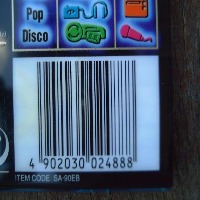 Pop
Disco
4 902030 024888
ITEM CODE: SA-90EB